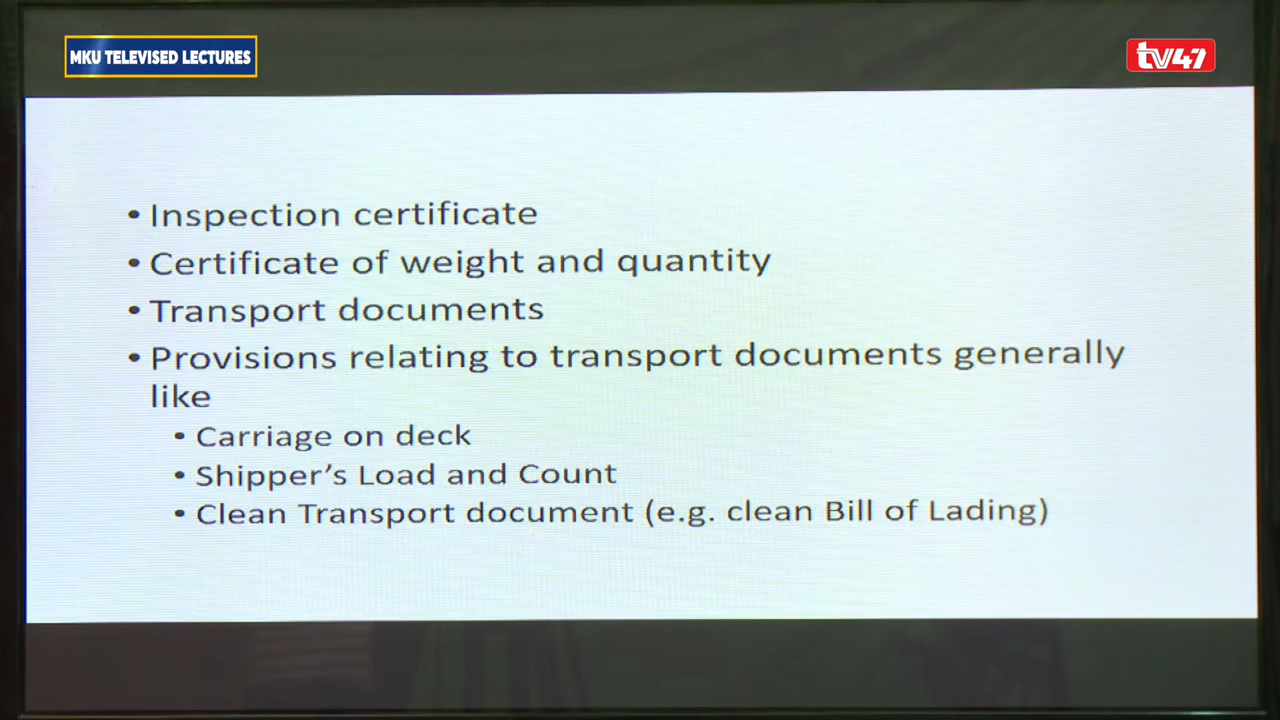 MKU TELEVISED LECTURES
tv47
• Inspection certificate
• Certificate of weight and quantity
• Transport documents
• Provisions relating to transport documents generally
like
• Carriage on deck
• Shipper's Load and Count
• Clean Transport document (e.g. clean Bill of Lading)